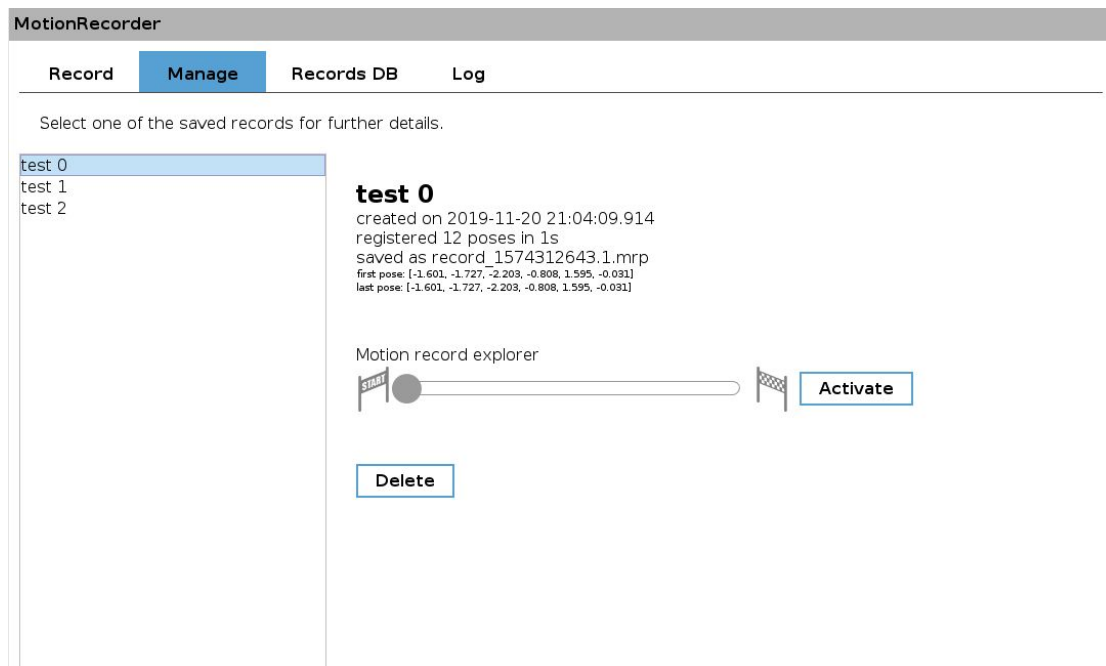 MotionRecorder
Record Manage Records DB Log
Select one of the saved records for further details.
test 0
test 1
test 2
test 0
created on 2019-11-20 21:04:09.914
registered 12 poses in 1s
saved as record_1574312643.1.mrp
first pose: [-1.601, -1.727, -2.203, -0.808, 1.595, -0.031]
last pose: [-1.601, -1.727, -2.203, -0.808, 1.595, -0.031]
Motion record explorer
START
Activate
Delete